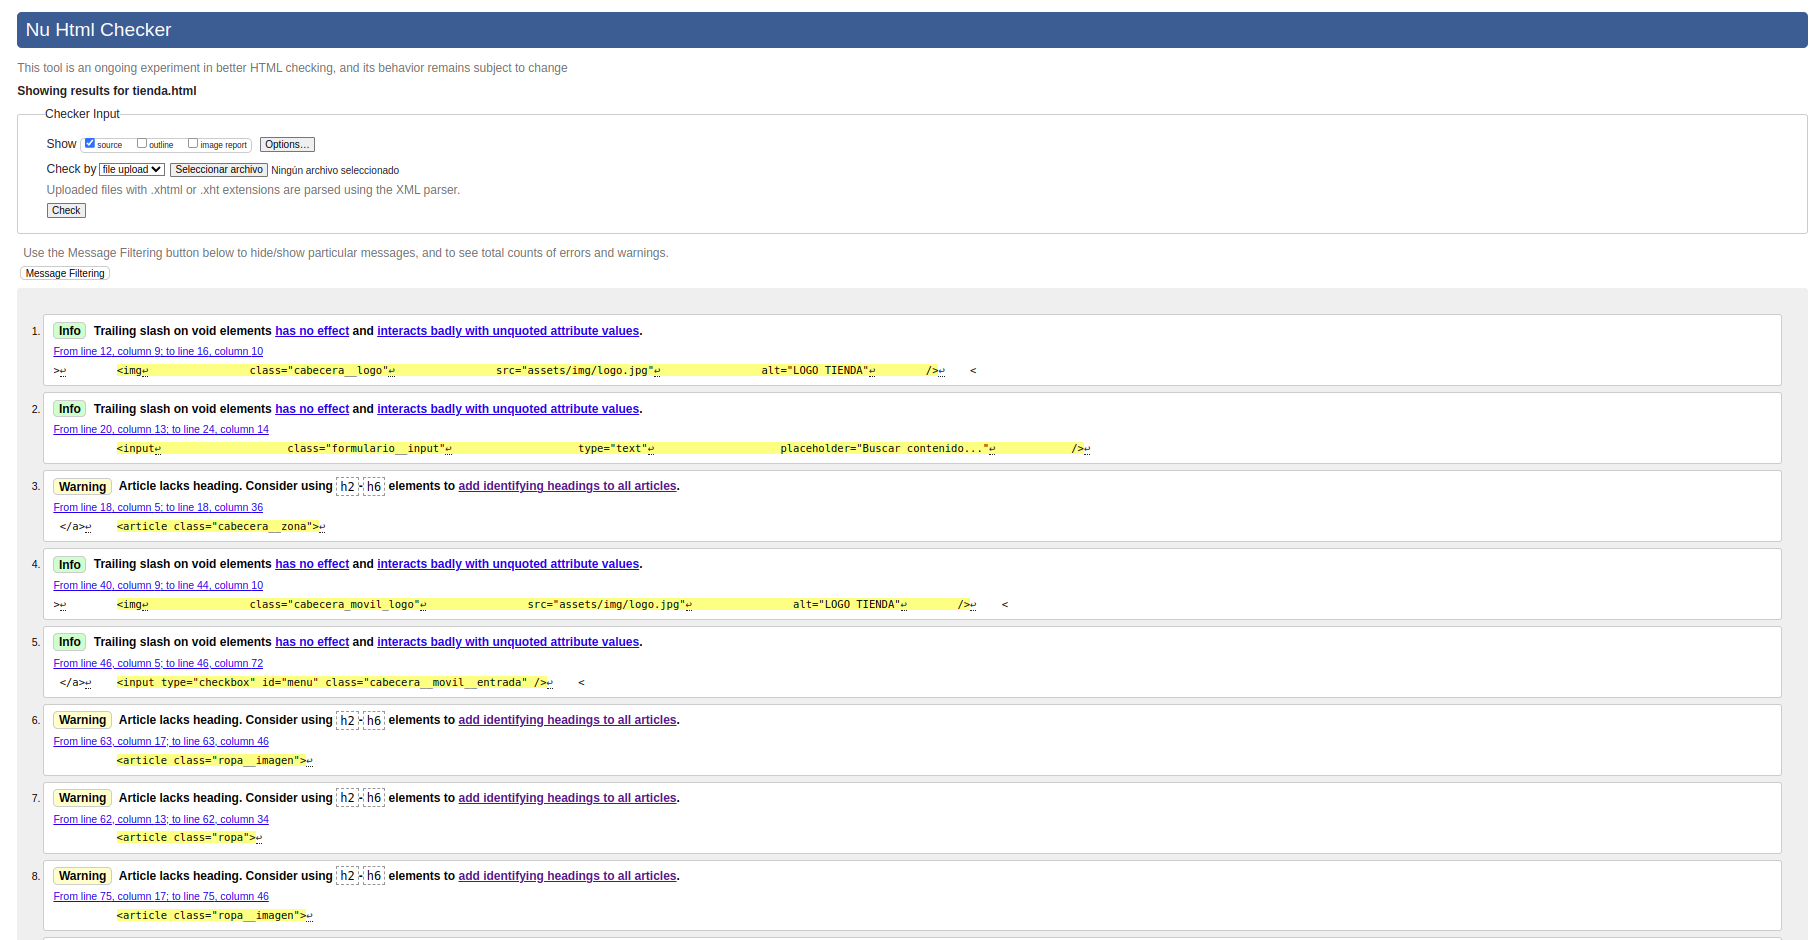 Nu Html Checker
This tool is an ongoing experiment in better HTML checking, and its behavior remains subject to change
Showing results for tienda.html
Checker Input
Show source outline image report Options...
Check by file upload Seleccionar archivo Ningún archivo seleccionado
Uploaded files with .xhtml or .xht extensions are parsed using the XML parser.
Check
Use the Message Filtering button below to hide/show particular messages, and to see total counts of errors and warnings.
Message Filtering
1. Info Trailing slash on void elements has no effect and interacts badly with unquoted attribute values.
From line 12, column 9; to line 16, column 10
>↩ <img↩ class="cabecera__logo"↩ src="assets/img/logo.jpg"↩ alt="LOGO TIENDA"↩ />↩ <
2. Info Trailing slash on void elements has no effect and interacts badly with unquoted attribute values.
From line 20, column 13; to line 24, column 14
<input↩ class="formulario__input"↩ type="text"↩ placeholder="Buscar contenido..."↩ />↩
3. Warning Article lacks heading. Consider using h2-h6 elements to add identifying headings to all articles.
From line 18, column 5; to line 18, column 36
</a>↩ <article class="cabecera__zona">↩
4. Info Trailing slash on void elements has no effect and interacts badly with unquoted attribute values.
From line 40, column 9; to line 44, column 10
>↩ <img↩ class="cabecera_movil_logo"↩ src="assets/img/logo.jpg"↩ alt="LOGO TIENDA"↩ />↩ <
5. Info Trailing slash on void elements has no effect and interacts badly with unquoted attribute values.
From line 46, column 5; to line 46, column 72
</a>↩ <input type="checkbox" id="menu" class="cabecera__movil__entrada" />↩ <
6. Warning Article lacks heading. Consider using h2-h6 elements to add identifying headings to all articles.
From line 63, column 17; to line 63, column 46
<article class="ropa__imagen">↩
7. Warning Article lacks heading. Consider using h2-h6 elements to add identifying headings to all articles.
From line 62, column 13; to line 62, column 34
<article class="ropa">↩
8. Warning Article lacks heading. Consider using h2-h6 elements to add identifying headings to all articles.
From line 75, column 17; to line 75, column 46
<article class="ropa__imagen">↩